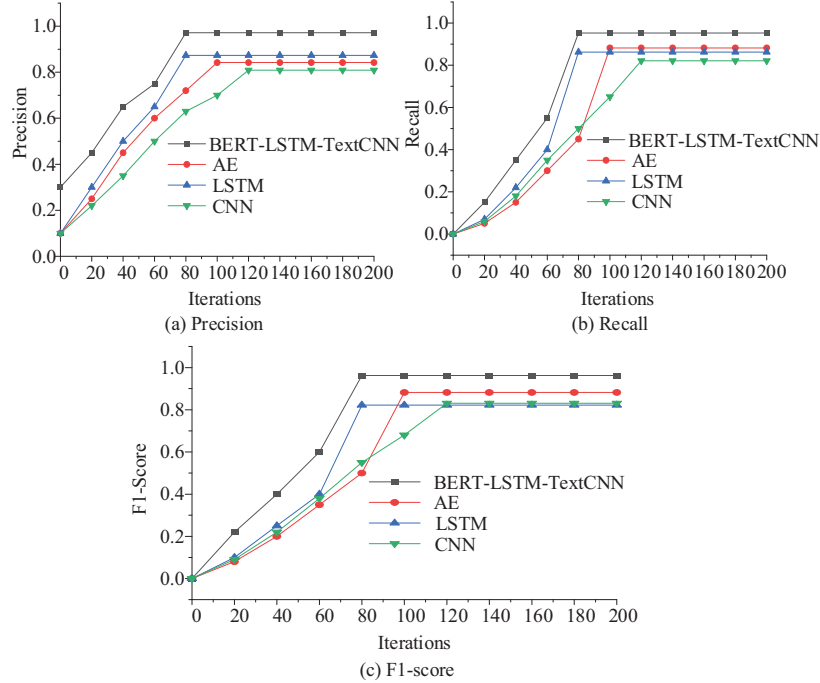 1.0
0.8
0.6
0.4
0.2
0.0
Precision
BERT-LSTM-TextCNN
AE
LSTM
CNN
0 20 40 60 80 100 120 140 160 180 200
Iterations
(a) Precision
1.0
0.8
0.6
0.4
0.2
0.0
Recall
BERT-LSTM-TextCNN
AE
LSTM
CNN
0 20 40 60 80 100 120 140 160 180 200
Iterations
(b) Recall
1.0
0.8
0.6
0.4
0.2
0.0
F1-Score
BERT-LSTM-TextCNN
AE
LSTM
CNN
0 20 40 60 80 100 120 140 160 180 200
Iterations
(c) F1-score